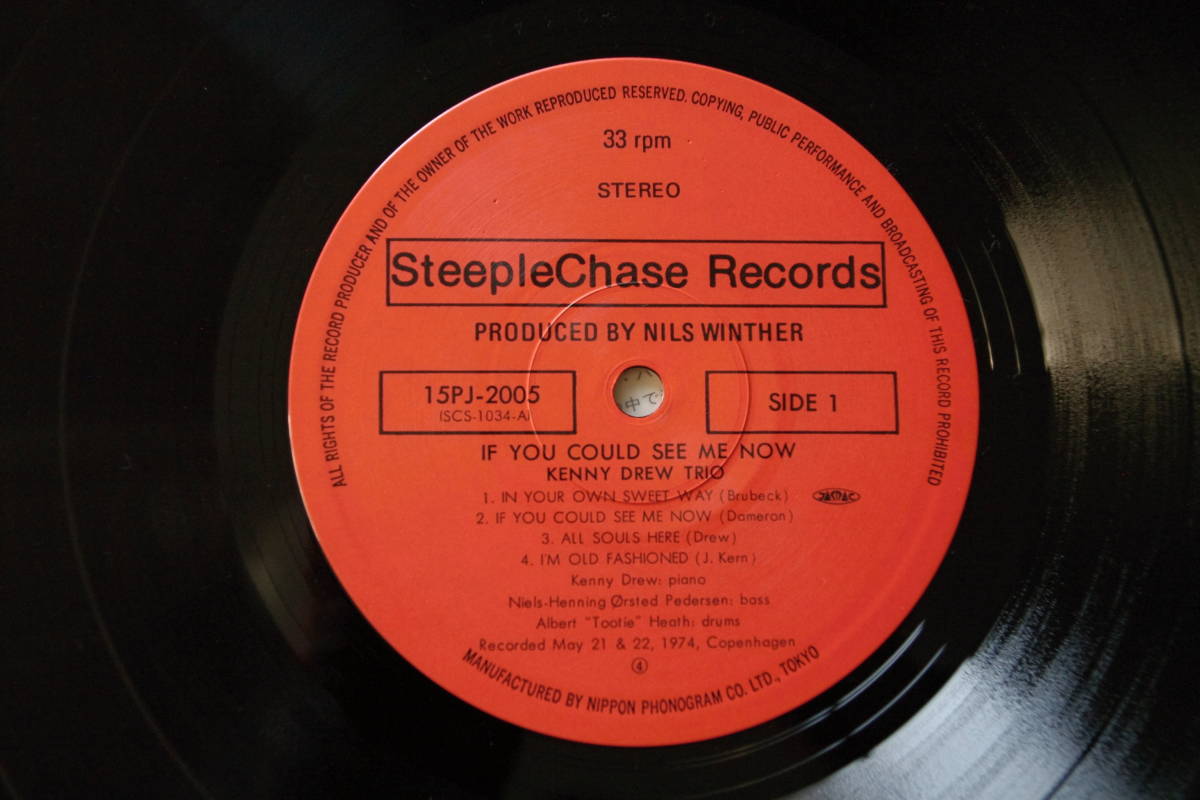 ALL RIGHTS OF THE RECORD PRODUCER AND OF THE OWNER OF THE WORK REPRODUCED RESERVED. COPYING, PUBLIC PERFORMANCE AND BROADCASTING OF THIS RECORD PROHIBITED
33 rpm
STEREO
SteepleChase Records
PRODUCED BY NILS WINTHER
15PJ-2005
(SCS-1034-A)
中で
SIDE 1
IF YOU COULD SEE ME NOW
KENNY DREW TRIO
1. IN YOUR OWN SWEET WAY (Brubeck)
JASRAC
2. IF YOU COULD SEE ME NOW (Dameron)
3. ALL SOULS HERE (Drew)
4. I'M OLD FASHIONED (J. Kern)
Kenny Drew: piano
Niels-Henning Ørsted Pedersen: bass
Albert "Tootie" Heath: drums
Recorded May 21 & 22, 1974, Copenhagen
④
MANUFACTURED BY NIPPON PHONOGRAM CO. LTD., TOKYO